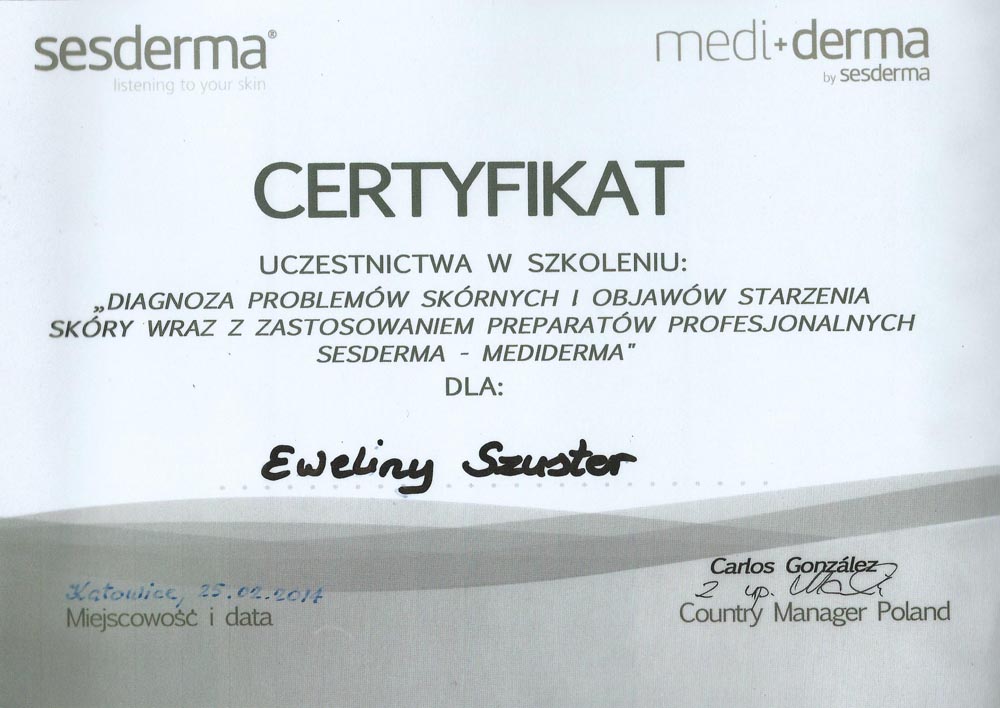 sesderma®
listening to your skin
medi+derma
by sesderma
CERTYFIKAT
UCZESTNICTWA W SZKOLENIU:
„DIAGNOZA PROBLEMÓW SKÓRNYCH I OBJAWÓW STARZENIA
SKÓRY WRAZ Z ZASTOSOWANIEM PREPARATÓW PROFESJONALNYCH
SESDERMA - MEDIDERMA"
DLA:
Eweliny Szuster
Katowice, 25.02.2014
Miejscowość i data
Carlos González
Country Manager Poland